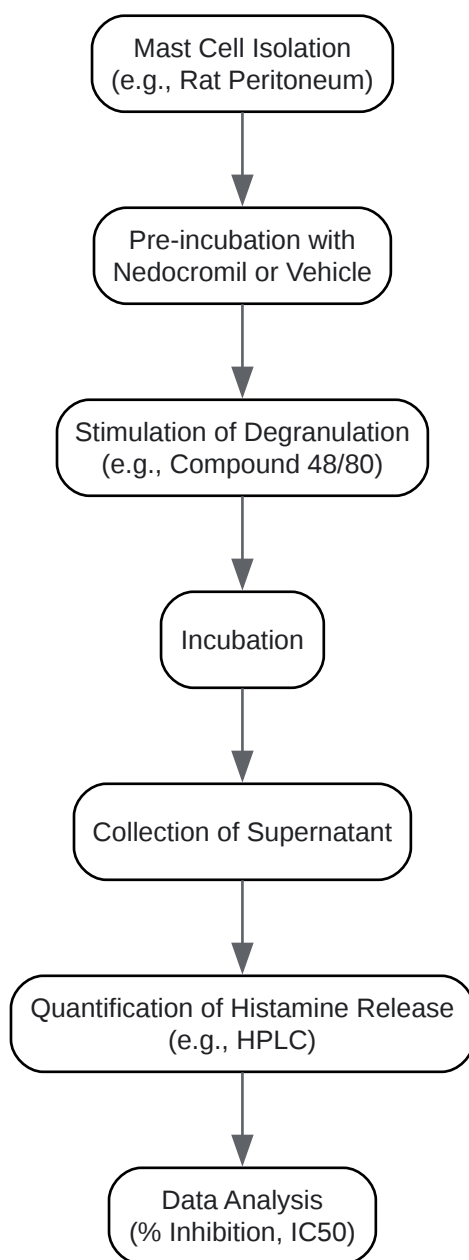 Mast Cell Isolation
(e.g., Rat Peritoneum)
Pre-incubation with
Nedocromil or Vehicle
Stimulation of Degranulation
(e.g., Compound 48/80)
Incubation
Collection of Supernatant
Quantification of Histamine Release
(e.g., HPLC)
Data Analysis
(% Inhibition, IC50)